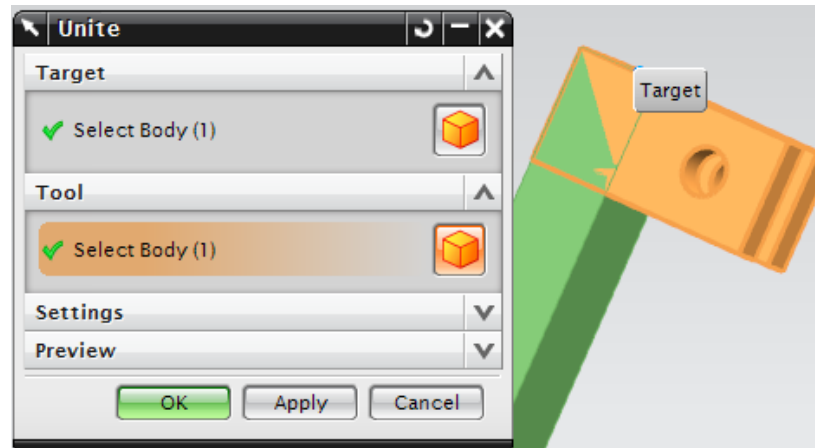 Unite
Target
Select Body (1)
Tool
Select Body (1)
Settings
Preview
OK Apply Cancel
Target